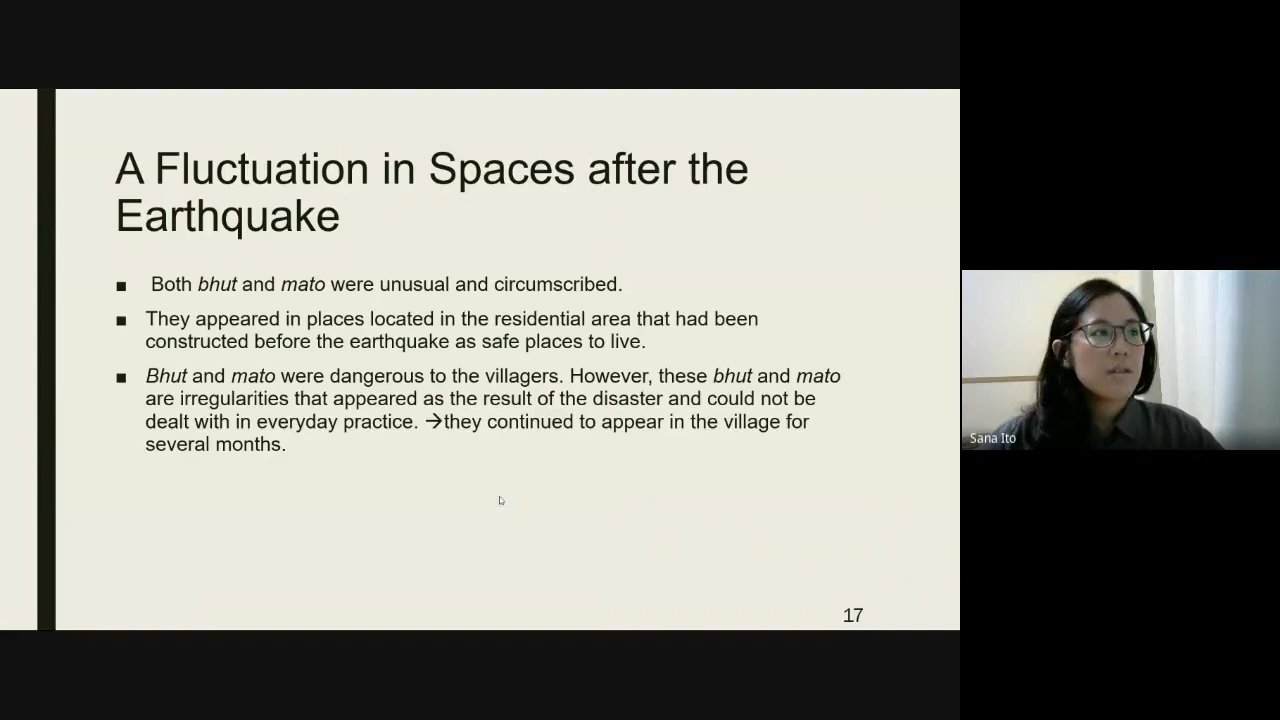 A Fluctuation in Spaces after the
Earthquake
■ Both bhut and mato were unusual and circumscribed.
■ They appeared in places located in the residential area that had been
constructed before the earthquake as safe places to live.
■ Bhut and mato were dangerous to the villagers. However, these bhut and mato
are irregularities that appeared as the result of the disaster and could not be
dealt with in everyday practice. →they continued to appear in the village for
several months.
17
Sana Ito